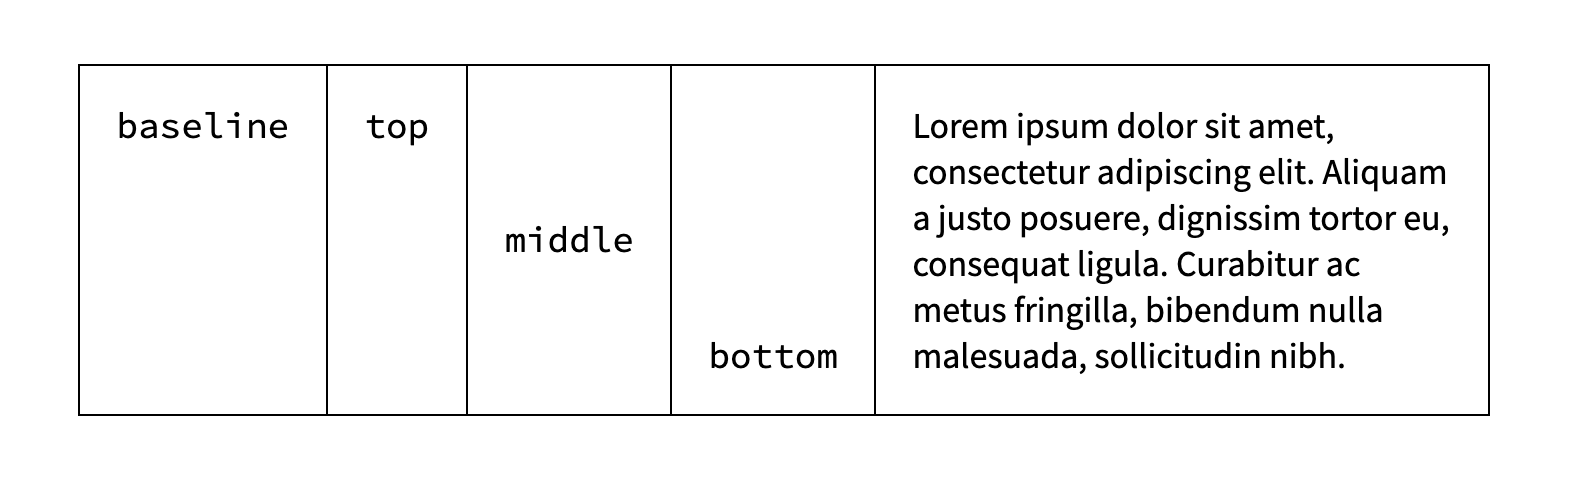 baseline
top
middle
bottom
Lorem ipsum dolor sit amet,
consectetur adipiscing elit. Aliquam
a justo posuere, dignissim tortor eu,
consequat ligula. Curabitur ac
metus fringilla, bibendum nulla
malesuada, sollicitudin nibh.